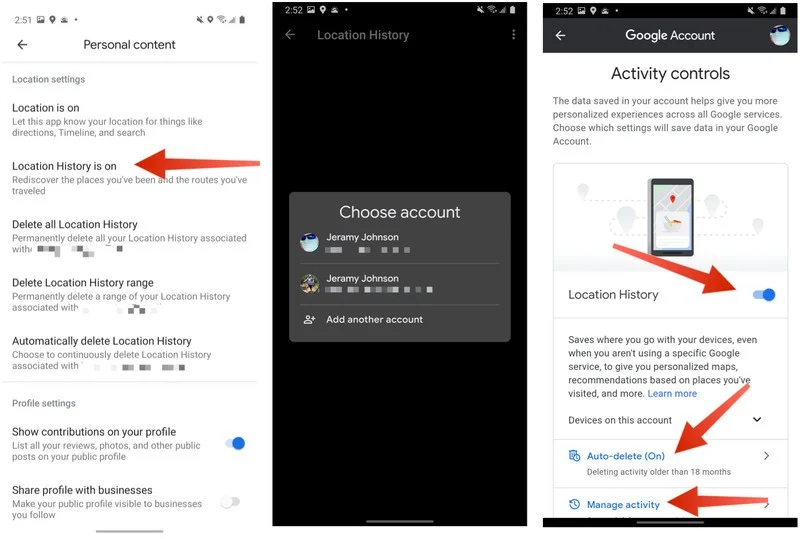 2:51
Personal content
Location settings
Location is on
Let this app know your location for things like
directions, Timeline, and search
Location History is on
Rediscover the places you've been and the routes you've
traveled
Delete all Location History
Permanently delete all your Location History associated
with
Delete Location History range
Permanently delete a range of your Location History
associated with
Automatically delete Location History
Choose to continuously delete Location History
associated with
Profile settings
Show contributions on your profile
List all your reviews, photos, and other public
posts on your public profile
Share profile with businesses
Make your public profile visible to businesses
you follow
2:52
Location History
Choose account
Jeramy Johnson
Jeramy Johnson
Add another account
2:52
Google Account
Activity controls
The data saved in your account helps give you more
personalized experiences across all Google services.
Choose which settings will save data in your Google
Account.
Location History
Saves where you go with your devices, even
when you aren't using a specific Google
service, to give you personalized maps,
recommendations based on places you've
visited, and more. Learn more
Devices on this account
Auto-delete (On)
Deleting activity older than 18 months
Manage activity